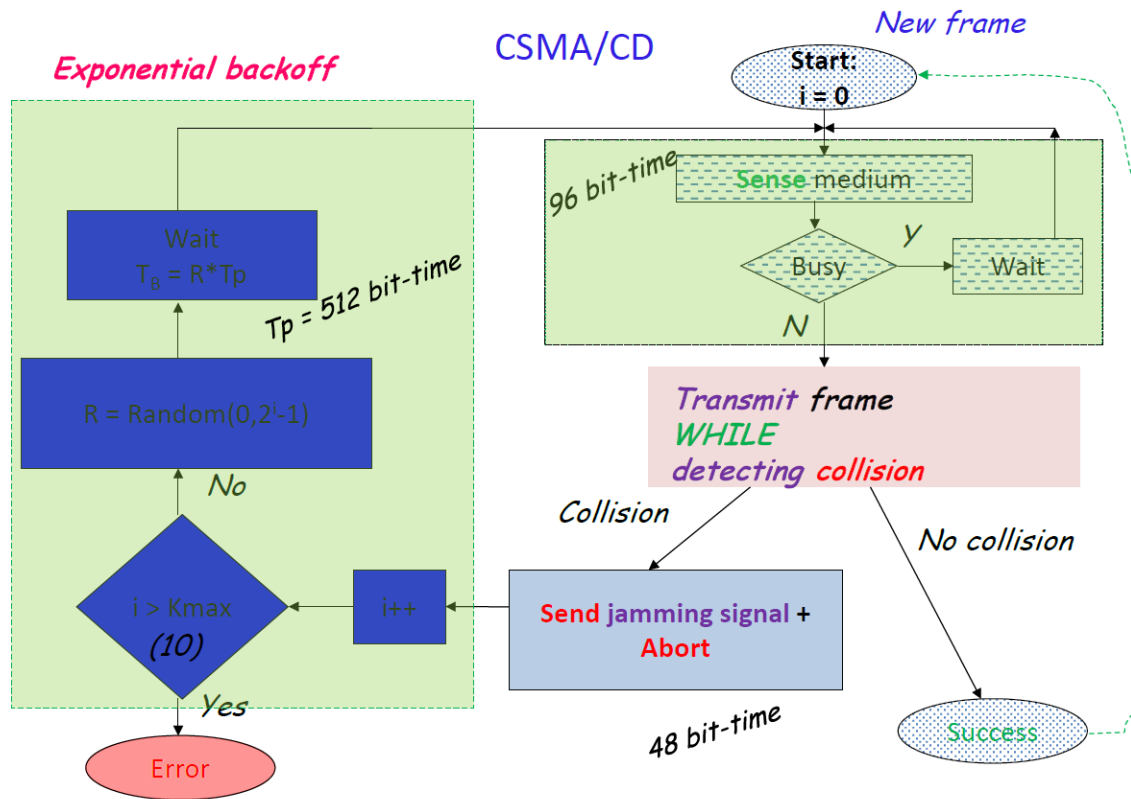 CSMA/CD
New frame
Exponential backoff
Start:
i = 0
96 bit-time
Sense medium
Busy
Y
Wait
N
Wait
T_B = R*Tp
Tp = 512 bit-time
R = Random(0,2^i-1)
No
Transmit frame
WHILE
detecting collision
Collision
No collision
i > Kmax
(10)
i++
Send jamming signal +
Abort
48 bit-time
Yes
Error
Success